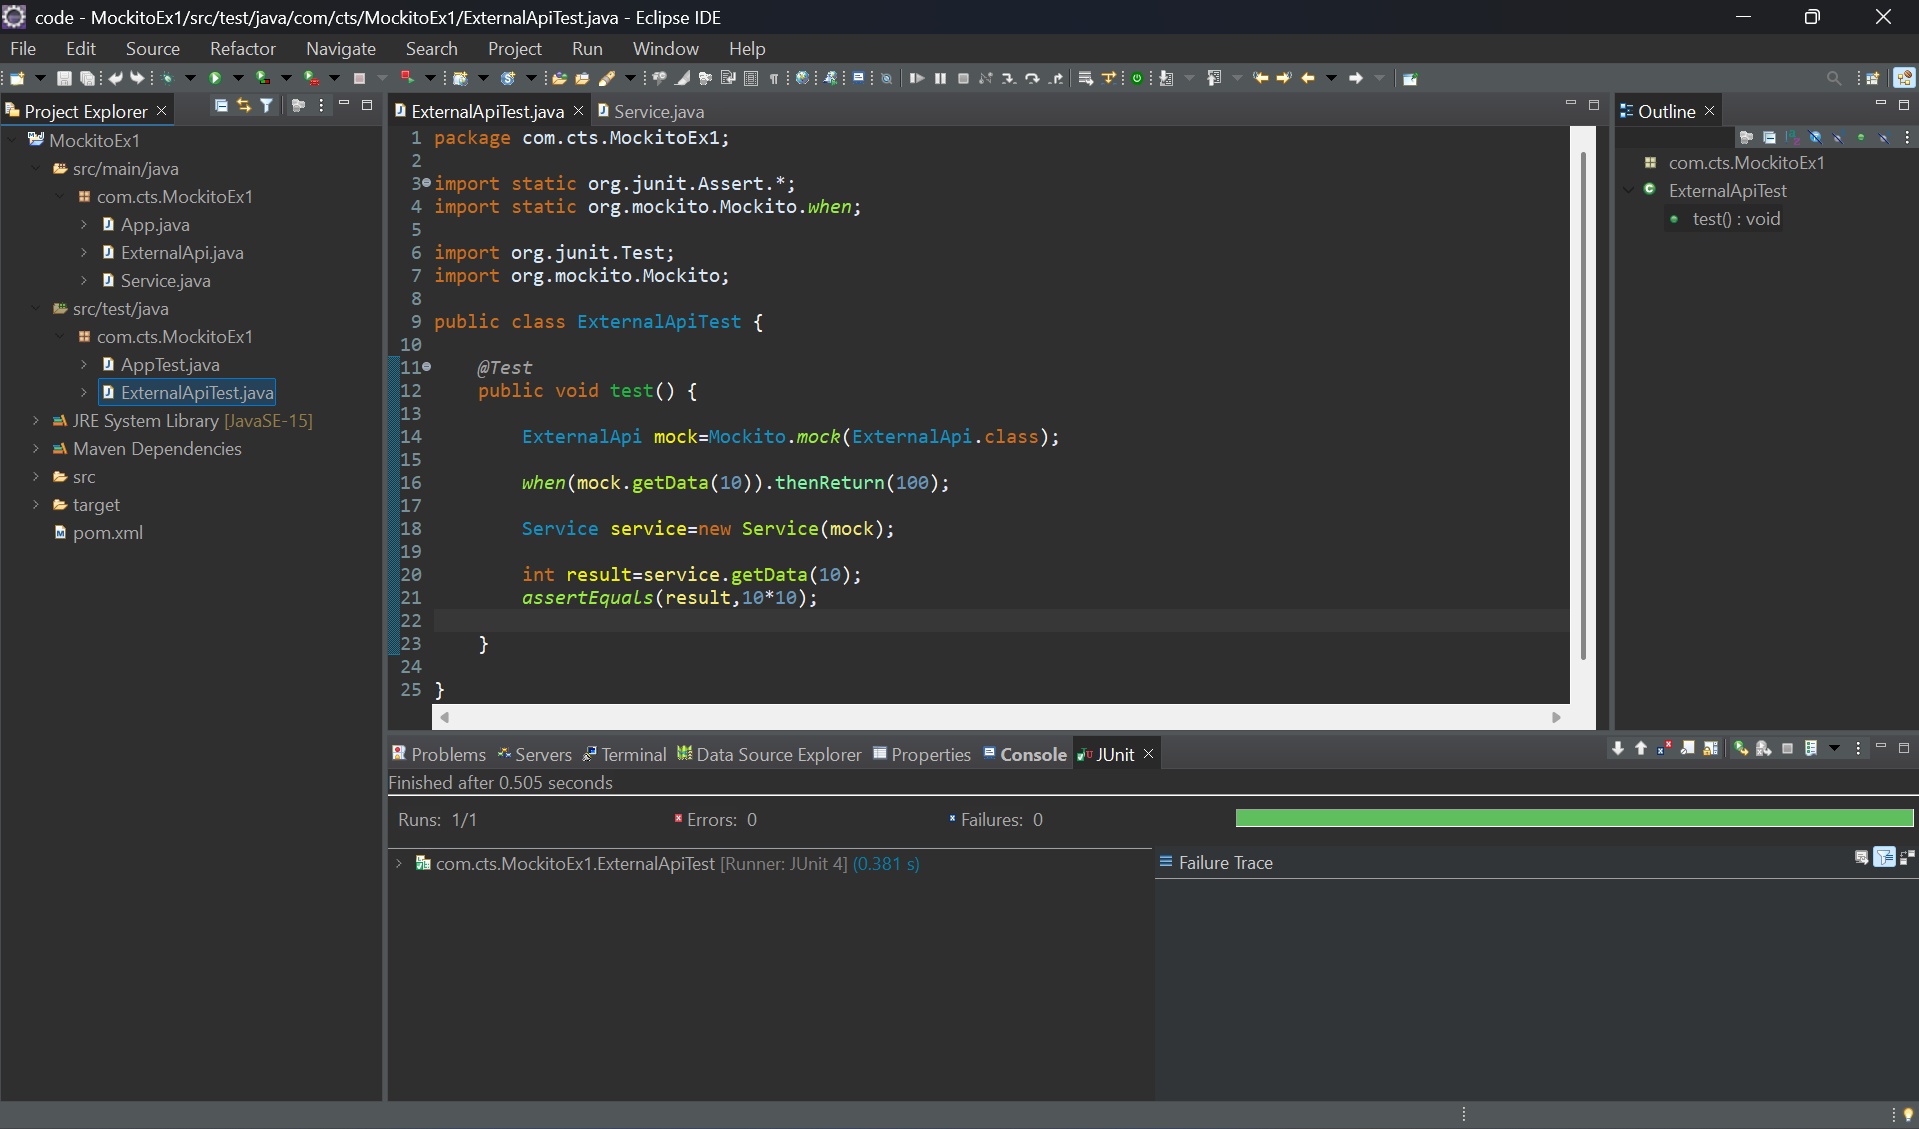 code - MockitoEx1/src/test/java/com/cts/MockitoEx1/ExternalApiTest.java - Eclipse IDE
File Edit Source Refactor Navigate Search Project Run Window Help
Project Explorer
MockitoEx1
src/main/java
com.cts.MockitoEx1
App.java
ExternalApi.java
Service.java
src/test/java
com.cts.MockitoEx1
AppTest.java
ExternalApiTest.java
JRE System Library [JavaSE-15]
Maven Dependencies
src
target
pom.xml
ExternalApiTest.java Service.java
1 package com.cts.MockitoEx1;
2
3 import static org.junit.Assert.*;
4 import static org.mockito.Mockito.when;
5
6 import org.junit.Test;
7 import org.mockito.Mockito;
8
9 public class ExternalApiTest {
10
11 @Test
12 public void test() {
13
14 ExternalApi mock=Mockito.mock(ExternalApi.class);
15
16 when(mock.getData(10)).thenReturn(100);
17
18 Service service=new Service(mock);
19
20 int result=service.getData(10);
21 assertEquals(result,10*10);
22
23 }
24
25 }
Outline
com.cts.MockitoEx1
ExternalApiTest
test() : void
Problems Servers Terminal Data Source Explorer Properties Console JUnit
Finished after 0.505 seconds
Runs: 1/1 Errors: 0 Failures: 0
com.cts.MockitoEx1.ExternalApiTest [Runner: JUnit 4] (0.381 s)
Failure Trace